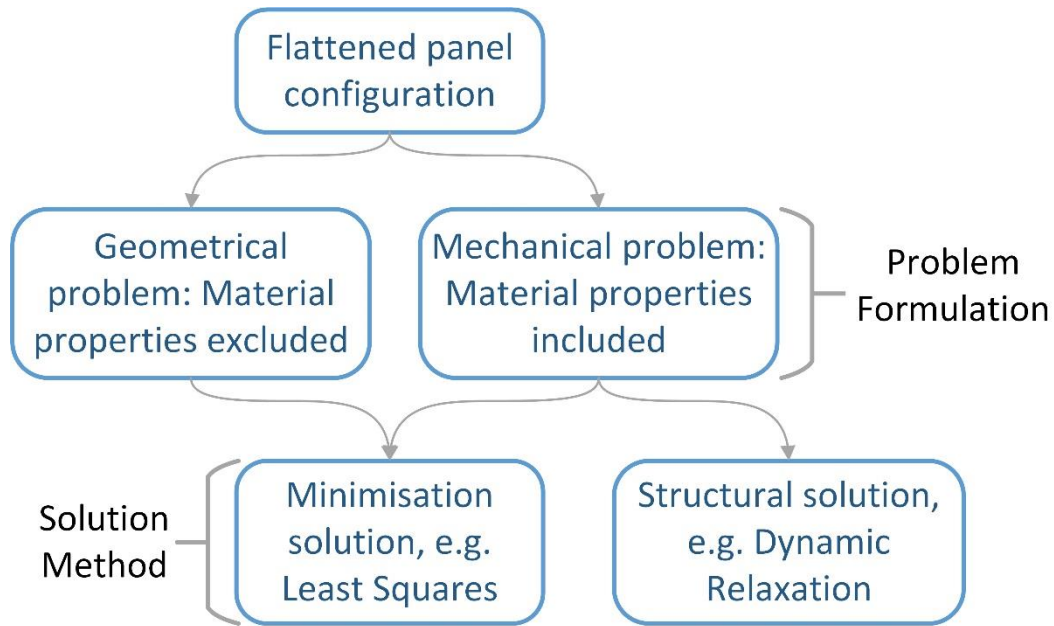 Flattened panel
configuration
Geometrical
problem: Material
properties excluded
Mechanical problem:
Material properties
included
Problem
Formulation
Solution
Method
Minimisation
solution, e.g.
Least Squares
Structural solution,
e.g. Dynamic
Relaxation